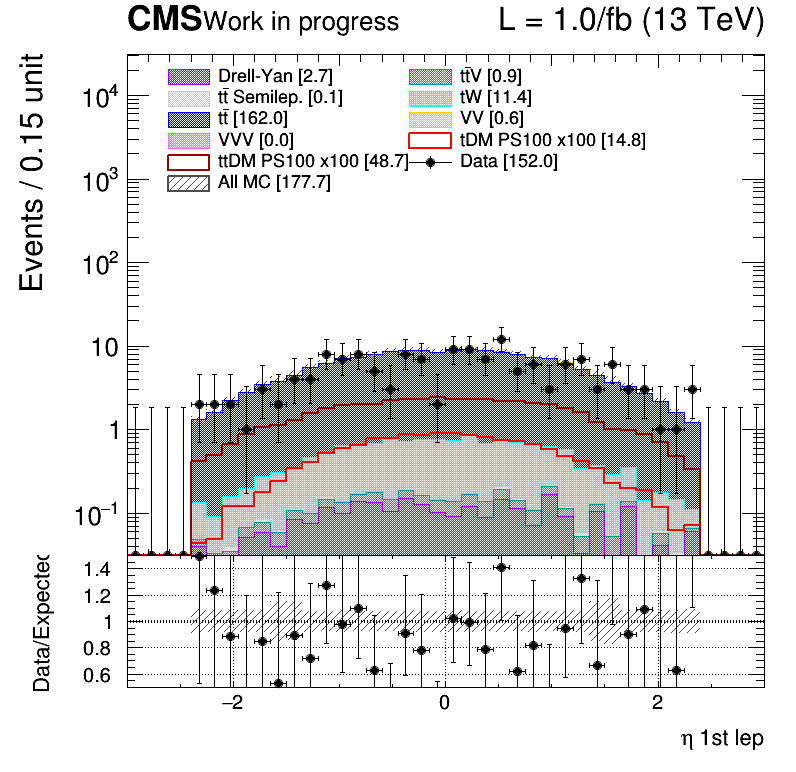 CMS Work in progress L = 1.0/fb (13 TeV)
Events / 0.15 unit
Drell-Yan [2.7] tt̄V [0.9]
tt̄ Semilep. [0.1] tW [11.4]
tt̄ [162.0] VV [0.6]
VVV [0.0] tDM PS100 x100 [14.8]
ttDM PS100 x100 [48.7] Data [152.0]
All MC [177.7]
10⁴
10³
10²
10
1
10⁻¹
Data/Expected
1.4
1.2
1
0.8
0.6
−2 0 2
η 1st lep